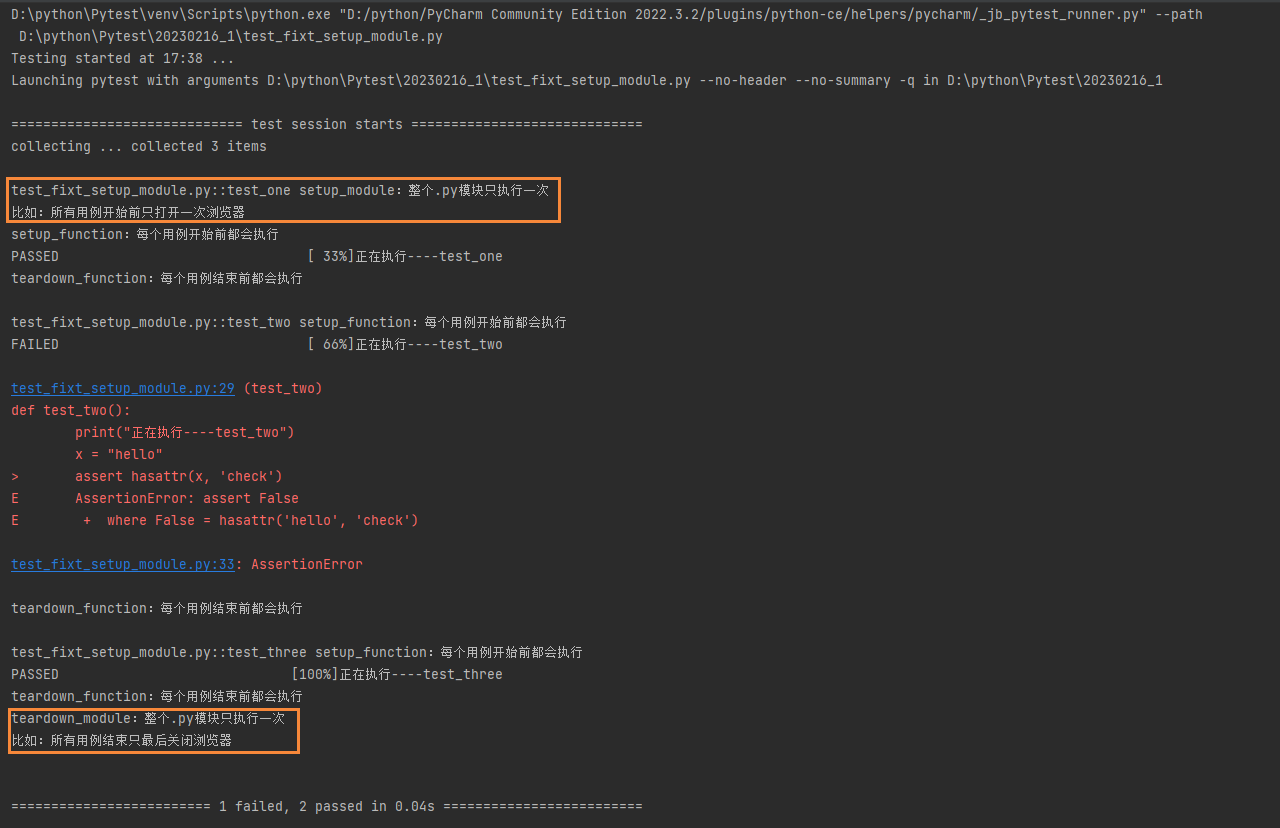 D:\python\Pytest\venv\Scripts\python.exe "D:/python/PyCharm Community Edition 2022.3.2/plugins/python-ce/helpers/pycharm/_jb_pytest_runner.py" --path
D:\python\Pytest\20230216_1\test_fixt_setup_module.py
Testing started at 17:38 ...
Launching pytest with arguments D:\python\Pytest\20230216_1\test_fixt_setup_module.py --no-header --no-summary -q in D:\python\Pytest\20230216_1
============================= test session starts =============================
collecting ... collected 3 items
test_fixt_setup_module.py::test_one setup_module：整个.py模块只执行一次
比如：所有用例开始前只打开一次浏览器
setup_function：每个用例开始前都会执行
PASSED                               [ 33%]正在执行----test_one
teardown_function：每个用例结束前都会执行
test_fixt_setup_module.py::test_two setup_function：每个用例开始前都会执行
FAILED                               [ 66%]正在执行----test_two
test_fixt_setup_module.py:29 (test_two)
def test_two():
        print("正在执行----test_two")
        x = "hello"
>       assert hasattr(x, 'check')
E       AssertionError: assert False
E        +  where False = hasattr('hello', 'check')
test_fixt_setup_module.py:33: AssertionError
teardown_function：每个用例结束前都会执行
test_fixt_setup_module.py::test_three setup_function：每个用例开始前都会执行
PASSED                             [100%]正在执行----test_three
teardown_function：每个用例结束前都会执行
teardown_module：整个.py模块只执行一次
比如：所有用例结束只最后关闭浏览器
========================= 1 failed, 2 passed in 0.04s =========================